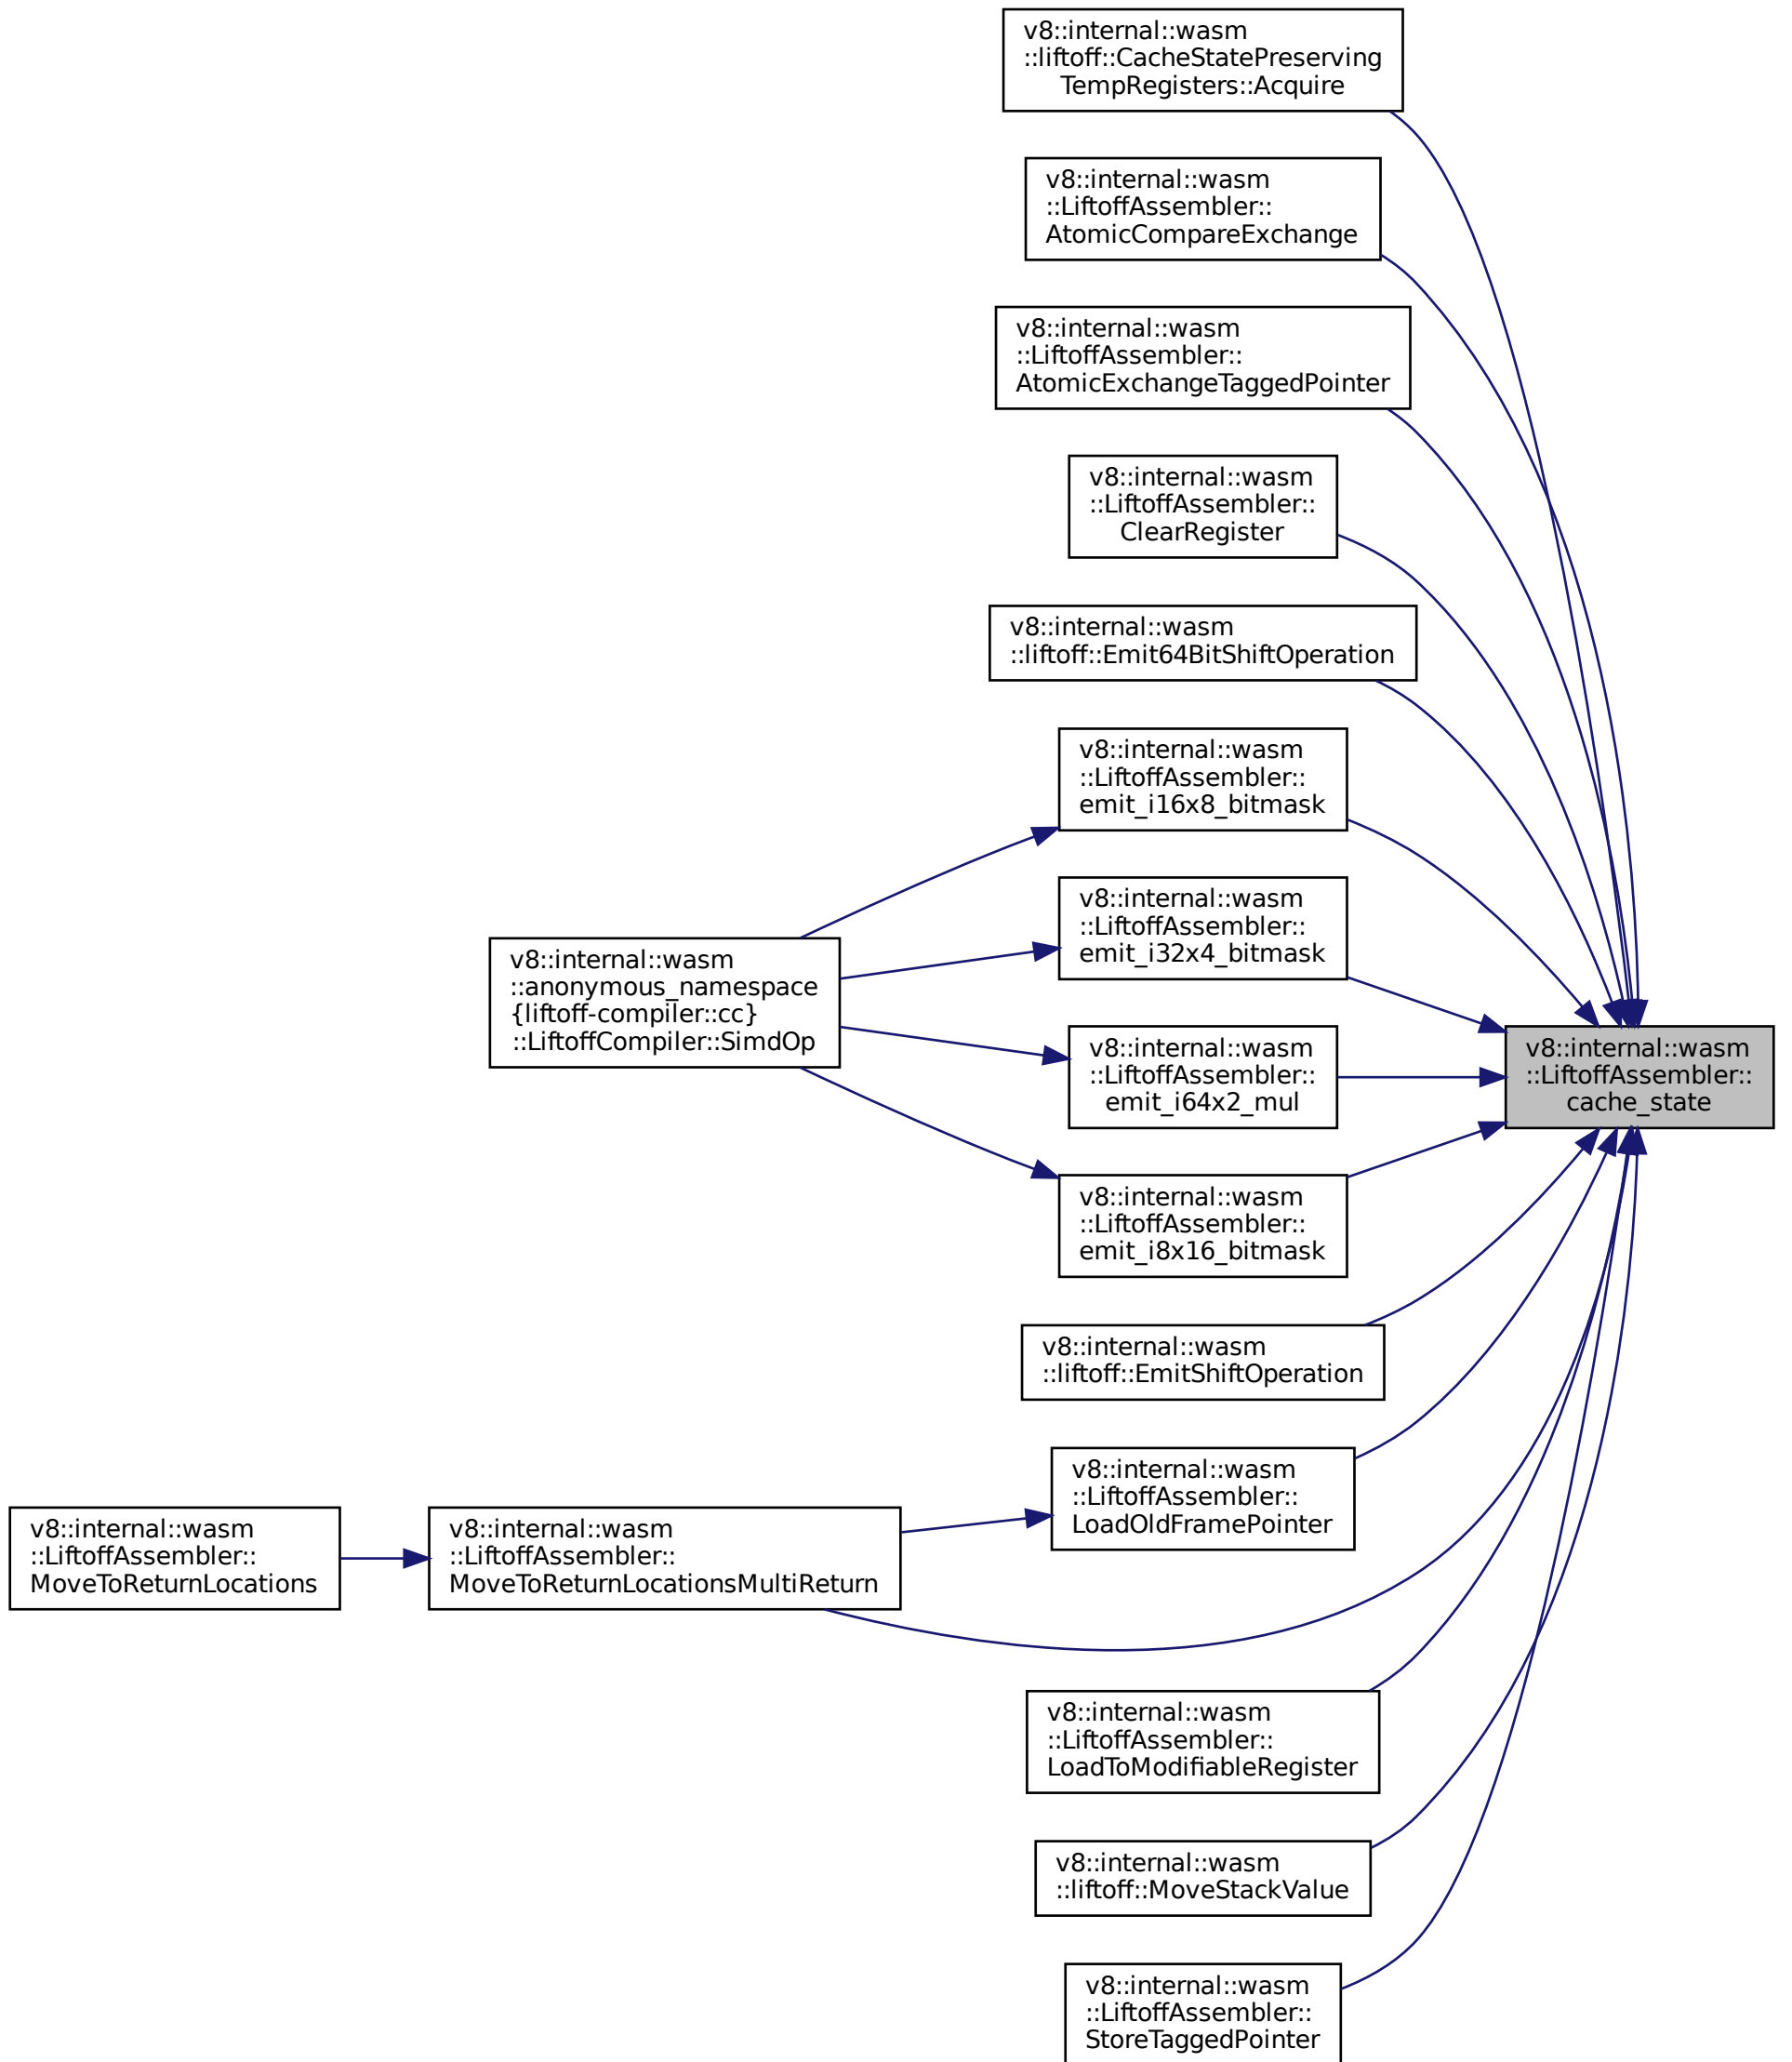 v8::internal::wasm
::liftoff::CacheStatePreserving
TempRegisters::Acquire
v8::internal::wasm
::LiftoffAssembler::
AtomicCompareExchange
v8::internal::wasm
::LiftoffAssembler::
AtomicExchangeTaggedPointer
v8::internal::wasm
::LiftoffAssembler::
ClearRegister
v8::internal::wasm
::liftoff::Emit64BitShiftOperation
v8::internal::wasm
::LiftoffAssembler::
emit_i16x8_bitmask
v8::internal::wasm
::LiftoffAssembler::
emit_i32x4_bitmask
v8::internal::wasm
::anonymous_namespace
{liftoff-compiler::cc}
::LiftoffCompiler::SimdOp
v8::internal::wasm
::LiftoffAssembler::
emit_i64x2_mul
v8::internal::wasm
::LiftoffAssembler::
cache_state
v8::internal::wasm
::LiftoffAssembler::
emit_i8x16_bitmask
v8::internal::wasm
::liftoff::EmitShiftOperation
v8::internal::wasm
::LiftoffAssembler::
LoadOldFramePointer
v8::internal::wasm
::LiftoffAssembler::
MoveToReturnLocations
v8::internal::wasm
::LiftoffAssembler::
MoveToReturnLocationsMultiReturn
v8::internal::wasm
::LiftoffAssembler::
LoadToModifiableRegister
v8::internal::wasm
::liftoff::MoveStackValue
v8::internal::wasm
::LiftoffAssembler::
StoreTaggedPointer